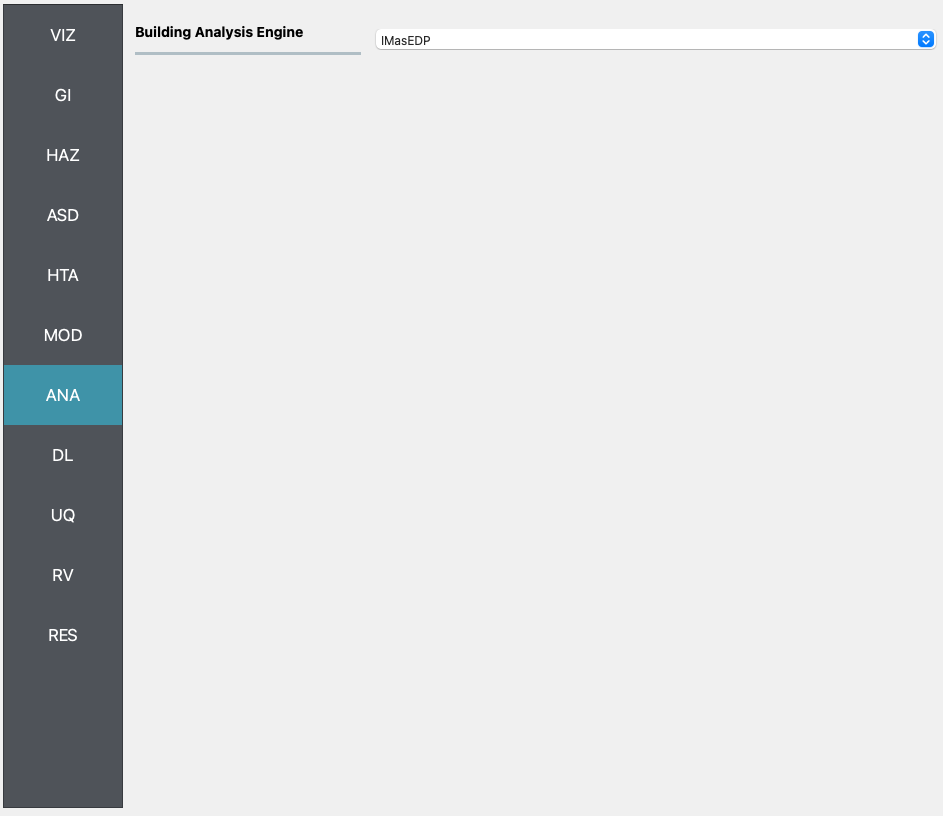 VIZ
GI
HAZ
ASD
HTA
MOD
ANA
DL
UQ
RV
RES
Building Analysis Engine
IMasEDP